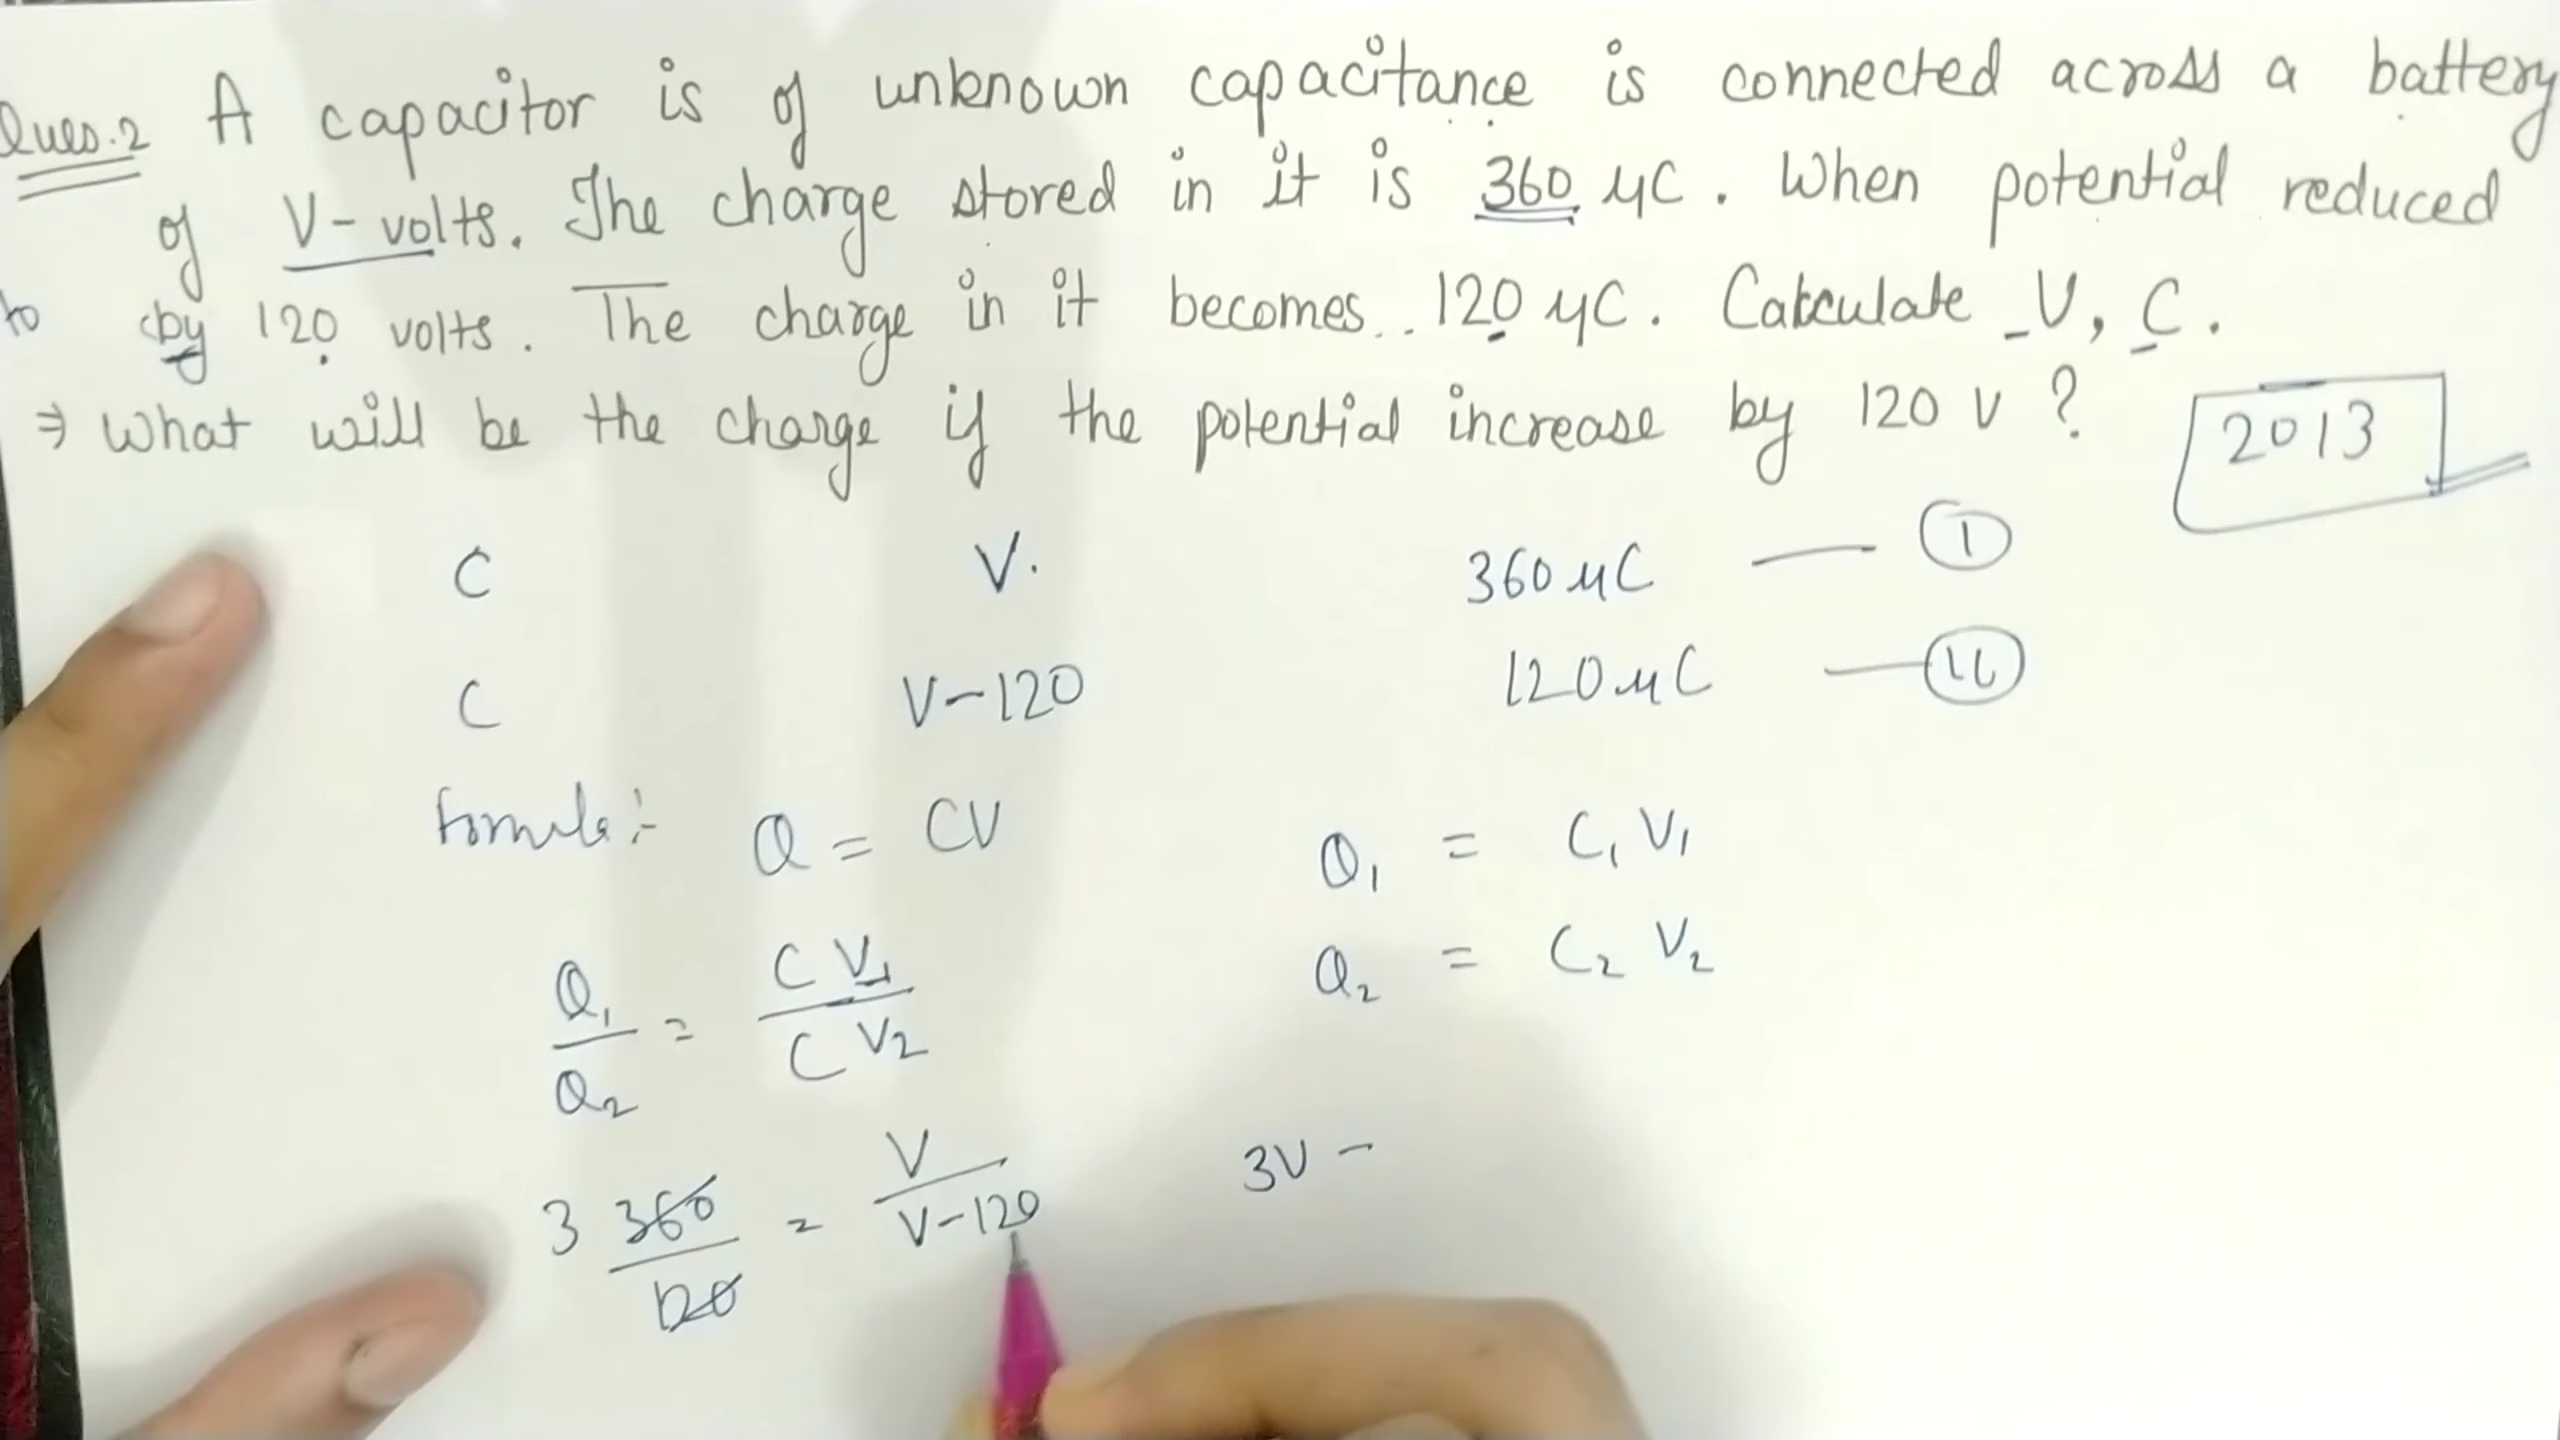 Ques.2 A capacitor is of unknown capacitance is connected across a battery
of V-volts. The charge stored in it is 360 μC. When potential reduced
to by 120 volts. The charge in it becomes.. 120 μC. Calculate V, C.
⇒ What will be the charge if the potential increase by 120 V ?
2013
C V. 360 μC — I
C V-120 120 μC — II
formula:- Q = CV Q₁ = C₁ V₁
Q₂ = C₂ V₂
Q₁/Q₂ = C V₁/C V₂
3 360/120 = V/V-120 3V -